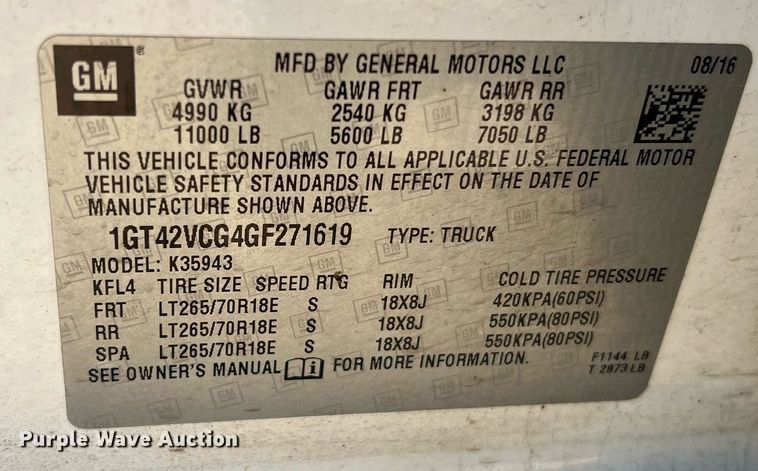 GM ® MFD BY GENERAL MOTORS LLC 08/16
GVWR GAWR FRT GAWR RR
4990 KG 2540 KG 3198 KG
11000 LB 5600 LB 7050 LB
THIS VEHICLE CONFORMS TO ALL APPLICABLE U.S. FEDERAL MOTOR
VEHICLE SAFETY STANDARDS IN EFFECT ON THE DATE OF
MANUFACTURE SHOWN ABOVE.
1GT42VCG4GF271619 TYPE: TRUCK
MODEL: K35943
KFL4 TIRE SIZE SPEED RTG RIM COLD TIRE PRESSURE
FRT LT265/70R18E S 18X8J 420KPA(60PSI)
RR LT265/70R18E S 18X8J 550KPA(80PSI)
SPA LT265/70R18E S 18X8J 550KPA(80PSI)
SEE OWNER'S MANUAL i FOR MORE INFORMATION.
F1144 LB
T 2873 LB
Purple Wave Auction